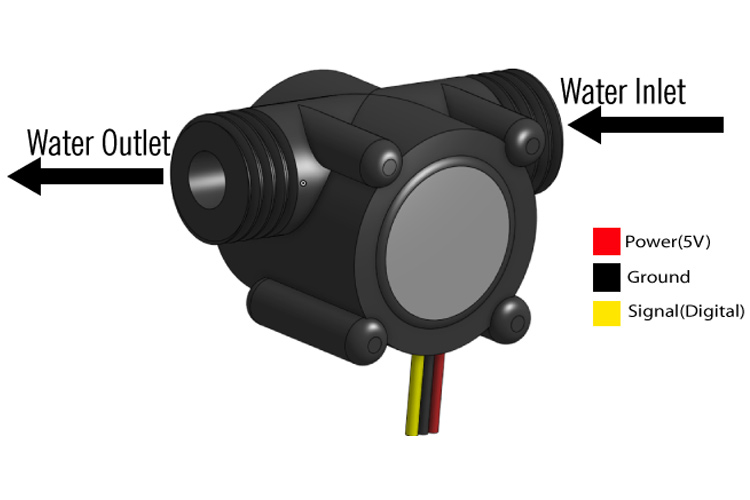 Water Inlet
Water Outlet
Power(5V)
Ground
Signal(Digital)